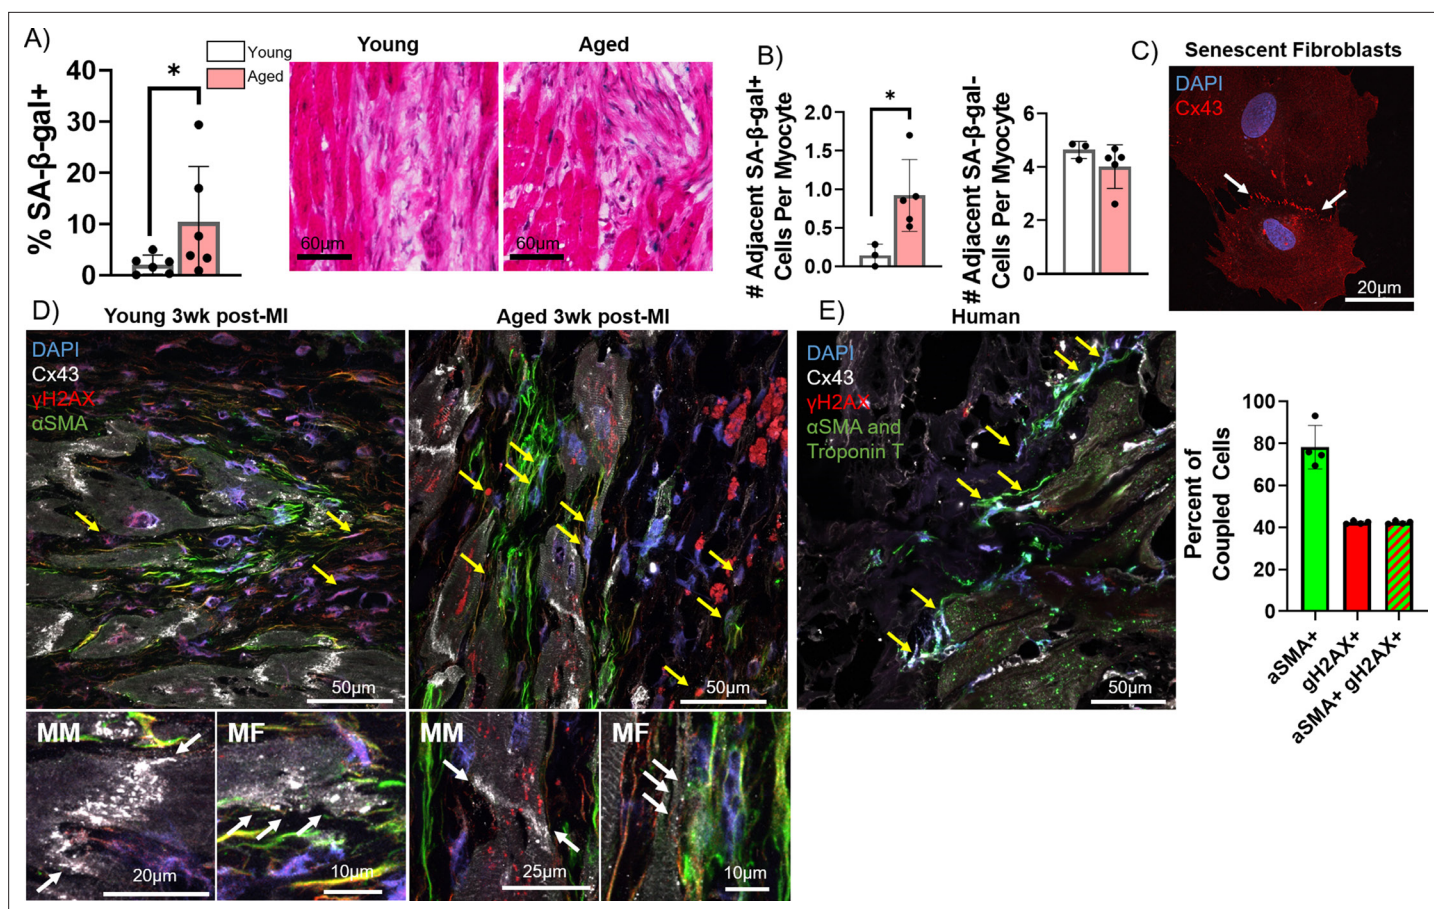 A)
% SA-β-gal+
40
30
20
10
0
*
Young
Aged
Young
60µm
Aged
60µm
B)
# Adjacent SA-β-gal+
Cells Per Myocyte
2.0
1.5
1.0
0.5
0.0
*
# Adjacent SA-β-gal-
Cells Per Myocyte
6
4
2
0
C)
Senescent Fibroblasts
DAPI
Cx43
20µm
D)
Young 3wk post-MI
DAPI
Cx43
γH2AX
αSMA
50µm
Aged 3wk post-MI
50µm
MM
20µm
MF
10µm
MM
25µm
MF
10µm
E)
Human
DAPI
Cx43
γH2AX
αSMA and
Troponin T
50µm
Percent of
Coupled Cells
100
80
60
40
20
0
aSMA+
gH2AX+
aSMA+ gH2AX+